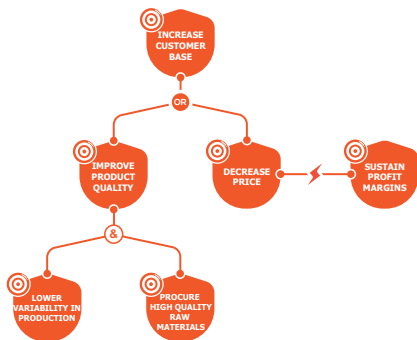 INCREASE
CUSTOMER
BASE
OR
IMPROVE
PRODUCT
QUALITY
DECREASE
PRICE
SUSTAIN
PROFIT
MARGINS
&
LOWER
VARIABILITY IN
PRODUCTION
PROCURE
HIGH QUALITY
RAW
MATERIALS